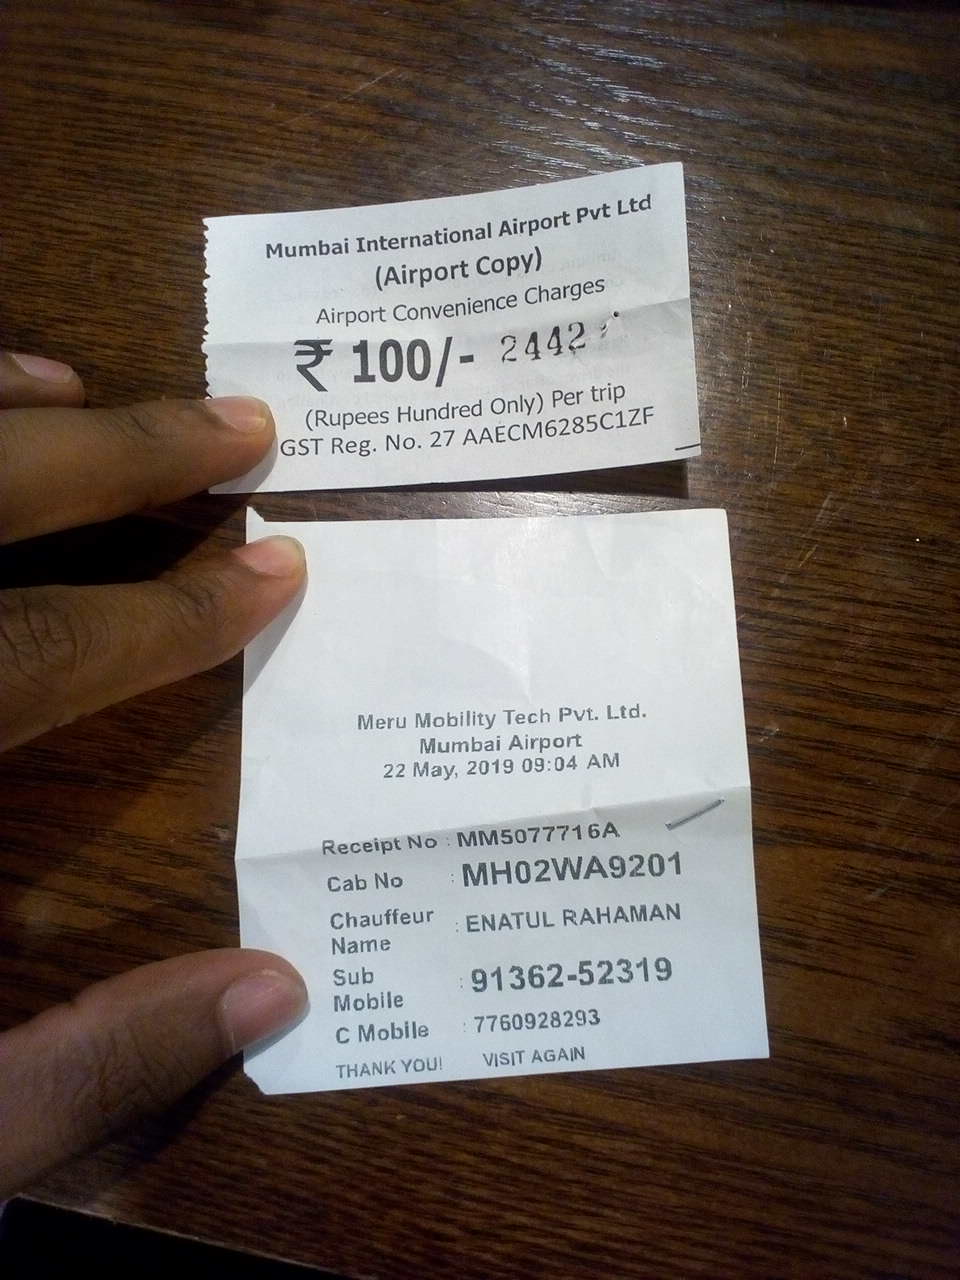 Mumbai International Airport Pvt Ltd
(Airport Copy)
Airport Convenience Charges
₹ 100/- 2442
(Rupees Hundred Only) Per trip
GST Reg. No. 27 AAECM6285C1ZF
Meru Mobility Tech Pvt. Ltd.
Mumbai Airport
22 May, 2019 09:04 AM
Receipt No : MM5077716A
Cab No : MH02WA9201
Chauffeur Name : ENATUL RAHAMAN
Sub Mobile : 91362-52319
C Mobile : 7760928293
THANK YOU! VISIT AGAIN